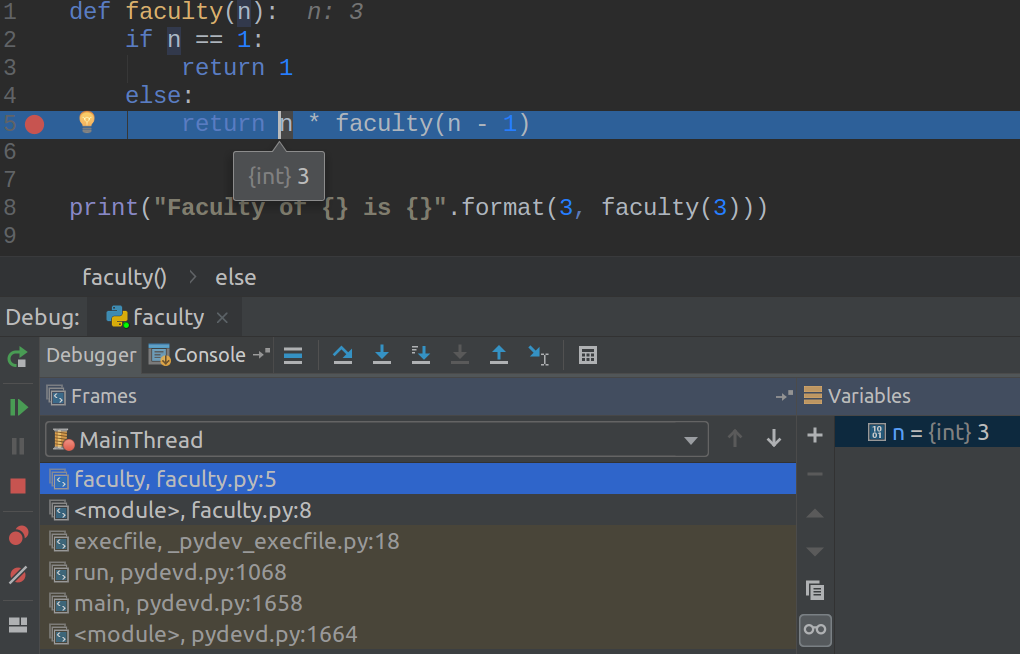 1 def faculty(n): n: 3
2 if n == 1:
3 return 1
4 else:
5 return n * faculty(n - 1)
6
{int} 3
7
8 print("Faculty of {} is {}".format(3, faculty(3)))
9
faculty() > else
Debug: faculty ×
Debugger Console
Frames
Variables
MainThread
n = {int} 3
faculty, faculty.py:5
<module>, faculty.py:8
execfile, _pydev_execfile.py:18
run, pydevd.py:1068
main, pydevd.py:1658
<module>, pydevd.py:1664